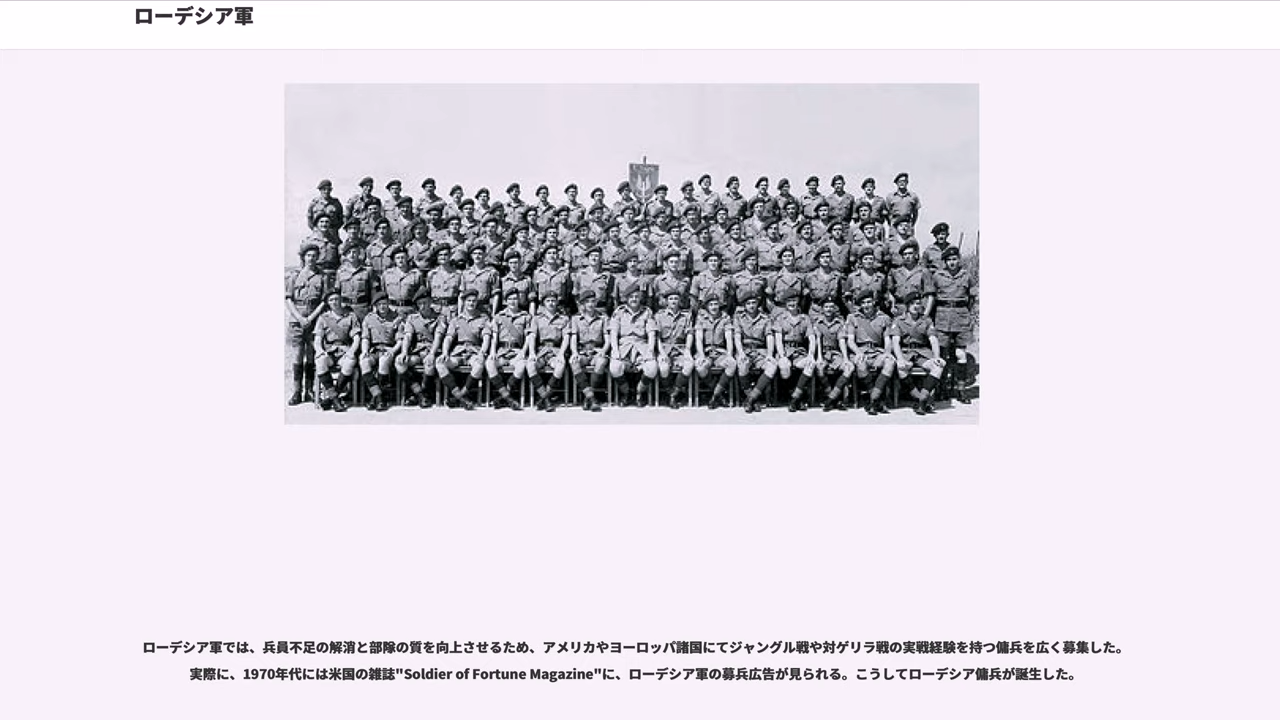 ローデシア軍
ローデシア軍では、兵員不足の解消と部隊の質を向上させるため、アメリカやヨーロッパ諸国にてジャングル戦や対ゲリラ戦の実戦経験を持つ傭兵を広く募集した。
実際に、1970年代には米国の雑誌"Soldier of Fortune Magazine"に、ローデシア軍の募兵広告が見られる。こうしてローデシア傭兵が誕生した。